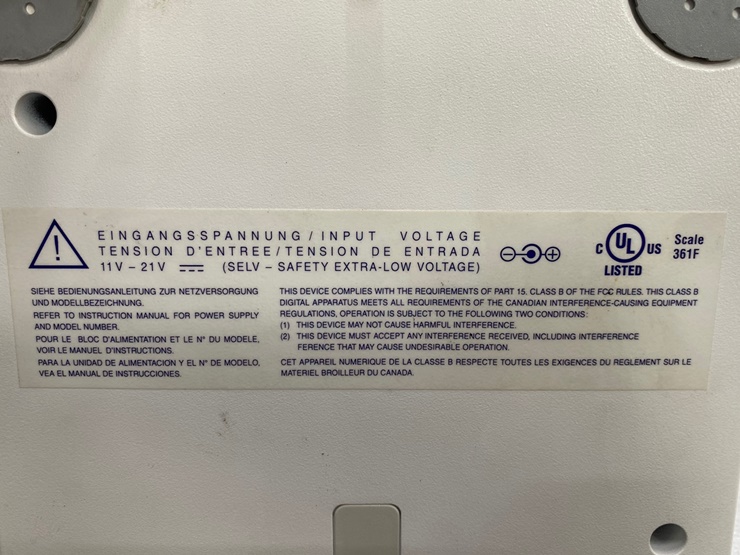 EINGANGSSPANNUNG / INPUT VOLTAGE
TENSION D'ENTREE / TENSION DE ENTRADA
11V – 21V (SELV – SAFETY EXTRA-LOW VOLTAGE)
C UL US
LISTED
Scale
361F
SIEHE BEDIENUNGSANLEITUNG ZUR NETZVERSORGUNG
UND MODELLBEZEICHNUNG.
REFER TO INSTRUCTION MANUAL FOR POWER SUPPLY
AND MODEL NUMBER.
POUR LE BLOC D'ALIMENTATION ET LE N° DU MODELE,
VOIR LE MANUEL D'INSTRUCTIONS.
PARA LA UNIDAD DE ALIMENTACION Y EL N° DE MODELO,
VEA EL MANUAL DE INSTRUCCIONES.
THIS DEVICE COMPLIES WITH THE REQUIREMENTS OF PART 15. CLASS B OF THE FCC RULES. THIS CLASS B
DIGITAL APPARATUS MEETS ALL REQUIREMENTS OF THE CANADIAN INTERFERENCE-CAUSING EQUIPMENT
REGULATIONS, OPERATION IS SUBJECT TO THE FOLLOWING TWO CONDITIONS:
(1) THIS DEVICE MAY NOT CAUSE HARMFUL INTERFERENCE.
(2) THIS DEVICE MUST ACCEPT ANY INTERFERENCE RECEIVED, INCLUDING INTERFERENCE
FERENCE THAT MAY CAUSE UNDESIRABLE OPERATION.
CET APPAREIL NUMERIQUE DE LA CLASSE B RESPECTE TOUTES LES EXIGENCES DU REGLEMENT SUR LE
MATERIEL BROILLEUR DU CANADA.